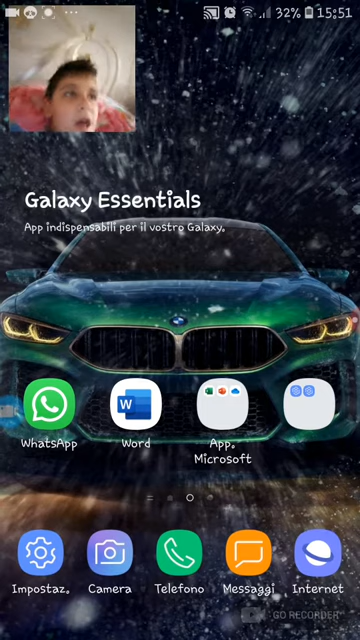 32% 15:51
Galaxy Essentials
App indispensabili per il vostro Galaxy.
W
WhatsApp Word App. Microsoft
Impostaz. Camera Telefono Messaggi Internet
GO RECORDER